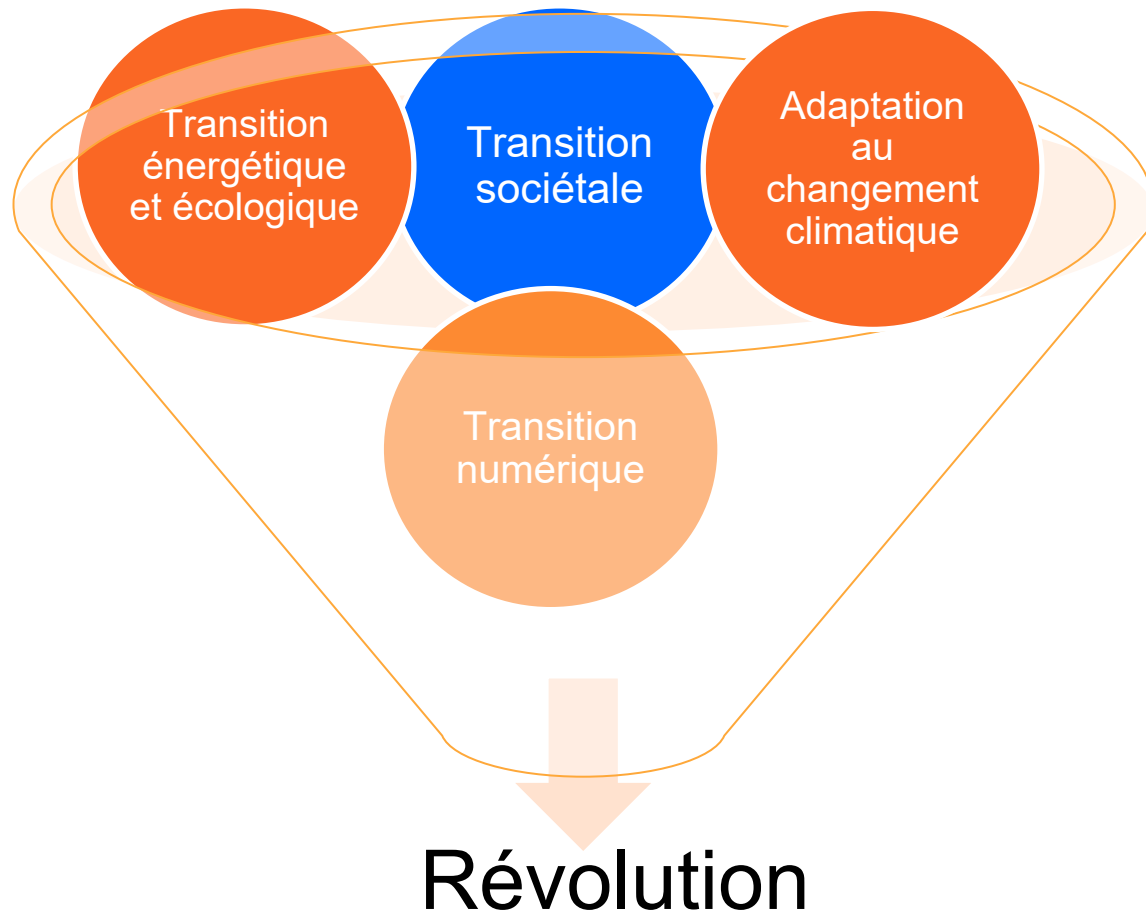 Transition
énergétique
et écologique
Transition
sociétale
Adaptation
au
changement
climatique
Transition
numérique
Révolution